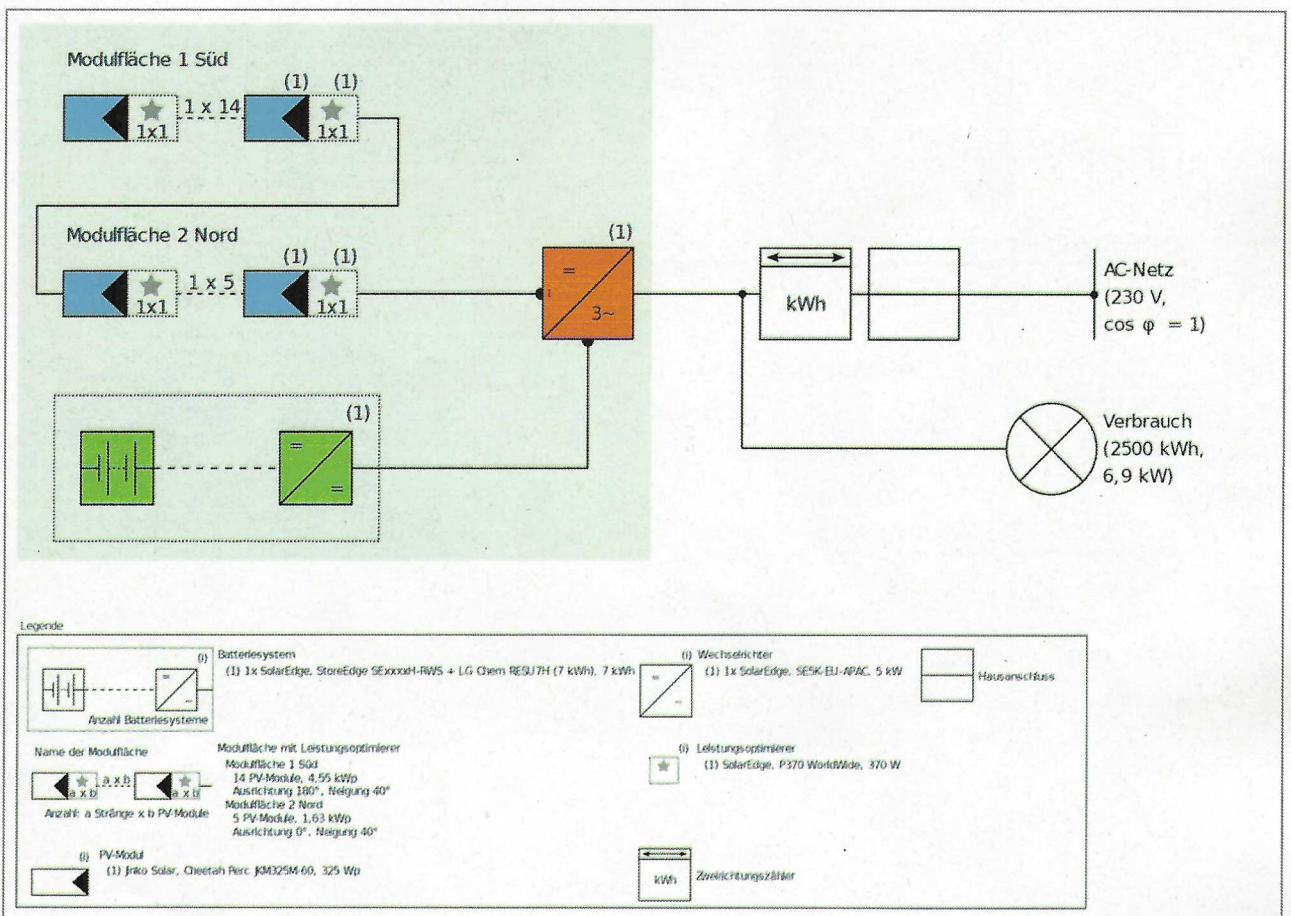 Modulfläche 1 Süd
(1) (1)
1 x 14
1x1 1x1
Modulfläche 2 Nord
(1) (1)
1 x 5
1x1 1x1
(1)
=
3~
kWh
AC-Netz
(230 V,
cos φ = 1)
(1)
=
=
Verbrauch
(2500 kWh,
6,9 kW)
Legende
(i) Batteriesystem
(1) 1x SolarEdge, StoreEdge SExxxxH-RWS + LG Chem RESU7H (7 kWh), 7 kWh
=
~
Anzahl Batteriesysteme
(i) Wechselrichter
(1) 1x SolarEdge, SE5K-EU-APAC, 5 kW
=
~
Hausanschluss
Name der Modulfläche
a x b
a x b a x b
Anzahl: a Stränge x b PV-Module
Modulfläche mit Leistungsoptimierer
Modulfläche 1 Süd
14 PV-Module, 4,55 kWp
Ausrichtung 180°, Neigung 40°
Modulfläche 2 Nord
5 PV-Module, 1,63 kWp
Ausrichtung 0°, Neigung 40°
(i) Leistungsoptimierer
(1) SolarEdge, P370 WorldWide, 370 W
(i) PV-Modul
(1) Jinko Solar, Cheetah Perc JKM325M-60, 325 Wp
kWh
Zweirichtungszähler